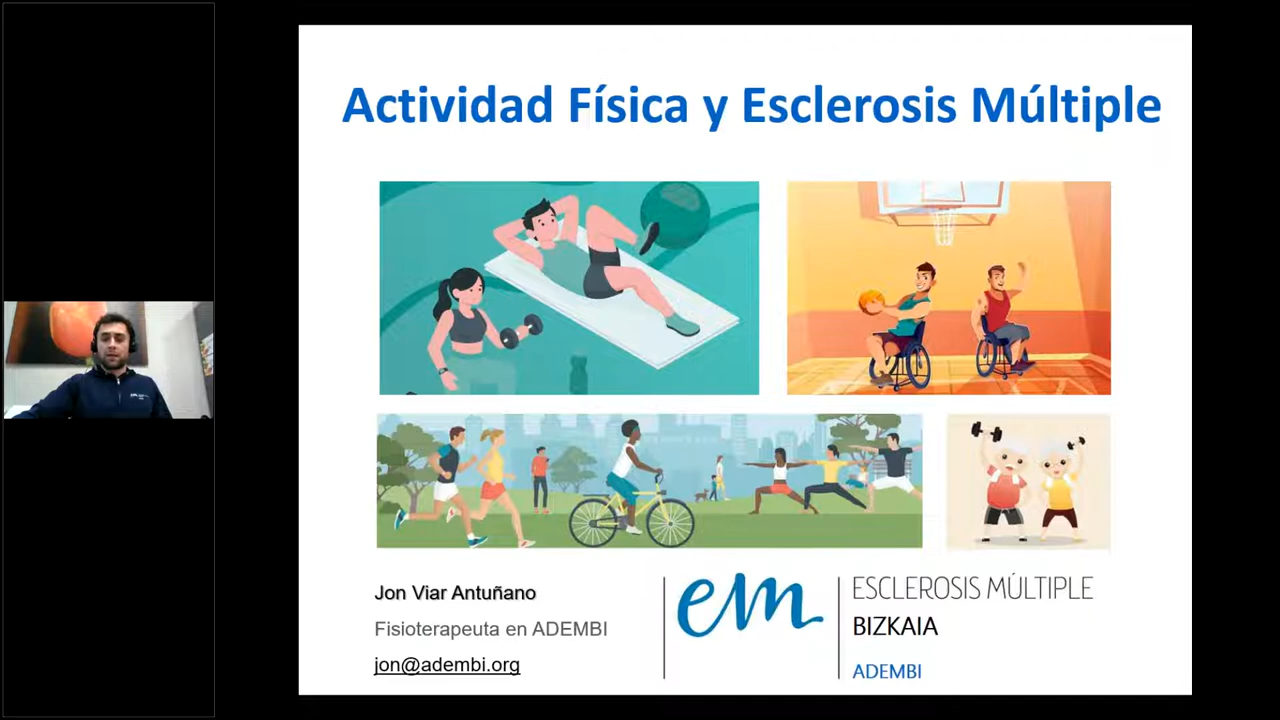 Actividad Física y Esclerosis Múltiple
Jon Viar Antuñano
Fisioterapeuta en ADEMBI
jon@adembi.org
em
ESCLEROSIS MÚLTIPLE
BIZKAIA
ADEMBI